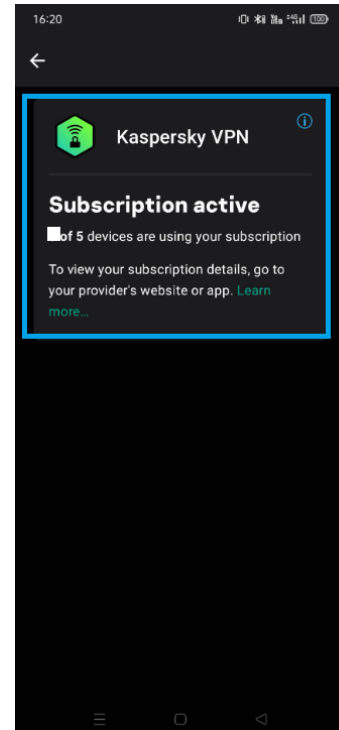 16:20
100
Kaspersky VPN
Subscription active
of 5 devices are using your subscription
To view your subscription details, go to
your provider's website or app. Learn
more...